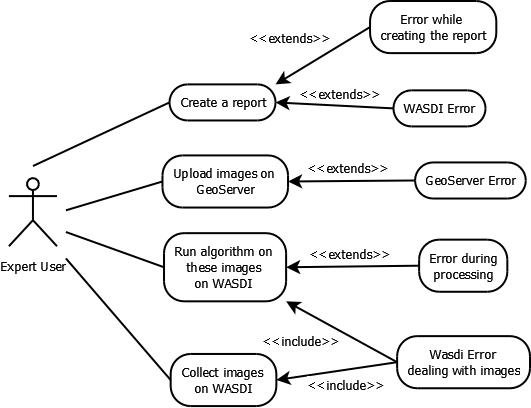 Error while
creating the report
<<extends>>
Create a report
<<extends>>
WASDI Error
Upload images on
GeoServer
<<extends>>
GeoServer Error
Expert User
Run algorithm on
these images
on WASDI
<<extends>>
Error during
processing
<<include>>
Wasdi Error
dealing with images
Collect images
on WASDI
<<include>>